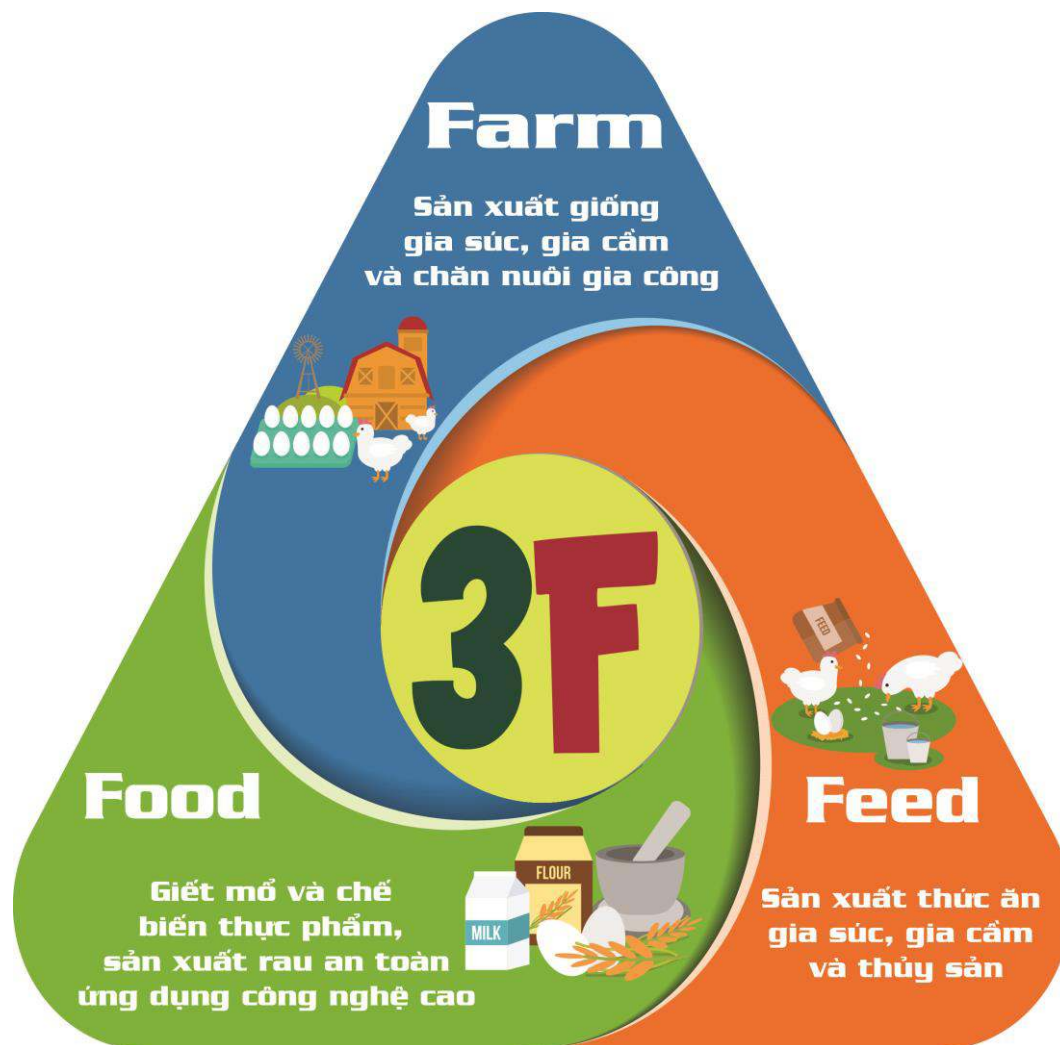 Farm
Sản xuất giống
gia súc, gia cầm
và chăn nuôi gia công
3F
FEED
Food
Giết mổ và chế
biến thực phẩm,
sản xuất rau an toàn
ứng dụng công nghệ cao
FLOUR
MILK
Feed
Sản xuất thức ăn
gia súc, gia cầm
và thủy sản